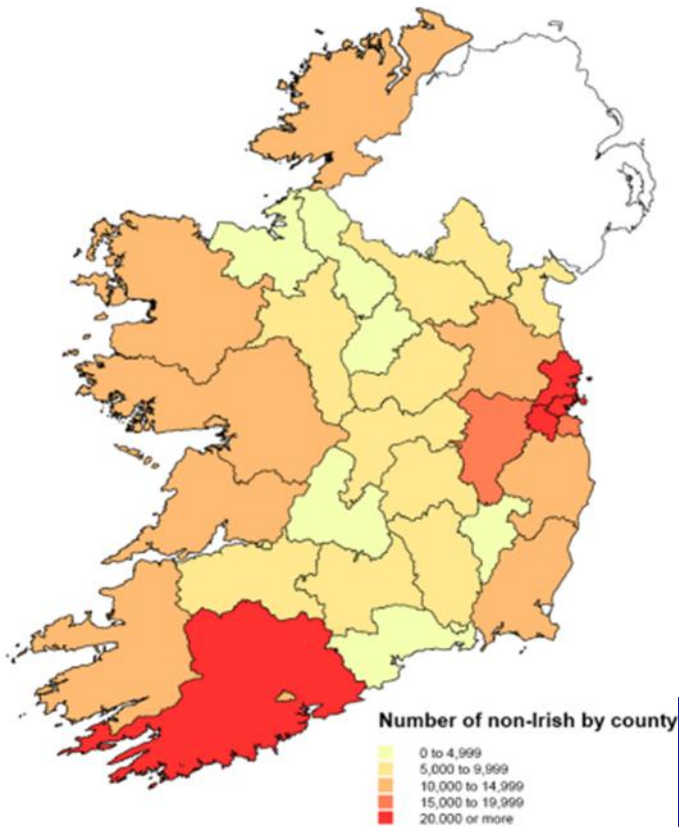 Number of non-Irish by county
0 to 4,999
5,000 to 9,999
10,000 to 14,999
15,000 to 19,999
20,000 or more